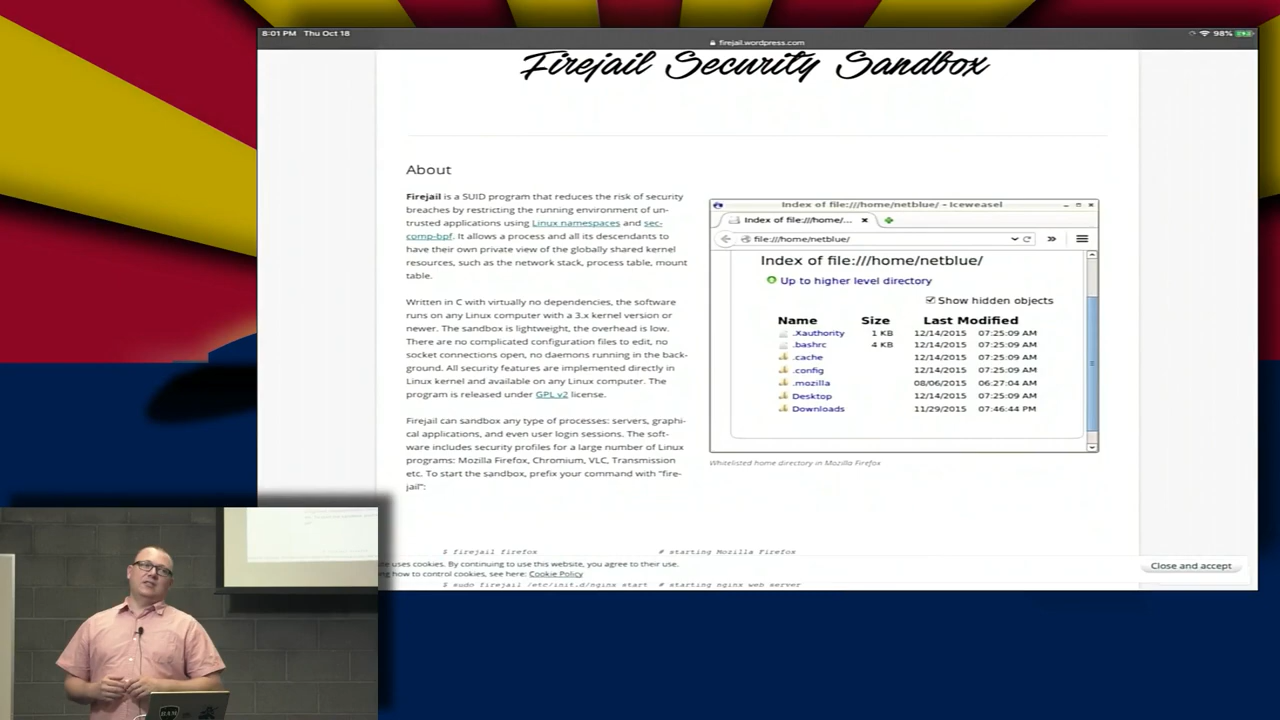 8:01 PM Thu Oct 18
firejail.wordpress.com
98%
Firejail Security Sandbox
About
Firejail is a SUID program that reduces the risk of security
breaches by restricting the running environment of un-
trusted applications using Linux namespaces and sec-
comp-bpf. It allows a process and all its descendants to
have their own private view of the globally shared kernel
resources, such as the network stack, process table, mount
table.
Written in C with virtually no dependencies, the software
runs on any Linux computer with a 3.x kernel version or
newer. The sandbox is lightweight, the overhead is low.
There are no complicated configuration files to edit, no
socket connections open, no daemons running in the back-
ground. All security features are implemented directly in
Linux kernel and available on any Linux computer. The
program is released under GPL v2 license.
Firejail can sandbox any type of processes: servers, graphi-
cal applications, and even user login sessions. The soft-
ware includes security profiles for a large number of Linux
programs: Mozilla Firefox, Chromium, VLC, Transmission
etc. To start the sandbox, prefix your command with “fire-
jail”:
Index of file:///home/netblue/ - Iceweasel
Index of file:///home/...
file:///home/netblue/
Index of file:///home/netblue/
Up to higher level directory
Show hidden objects
Name Size Last Modified
.Xauthority 1 KB 12/14/2015 07:25:09 AM
.bashrc 4 KB 12/14/2015 07:25:09 AM
.cache 12/14/2015 07:25:09 AM
.config 12/14/2015 07:25:09 AM
.mozilla 08/06/2015 06:27:04 AM
Desktop 12/14/2015 07:25:09 AM
Downloads 11/29/2015 07:46:44 PM
Whitelisted home directory in Mozilla Firefox
$ firejail firefox # starting Mozilla Firefox
uses cookies. By continuing to use this website, you agree to their use.
how to control cookies, see here: Cookie Policy
Close and accept
$ sudo firejail /etc/init.d/nginx start # starting nginx web server